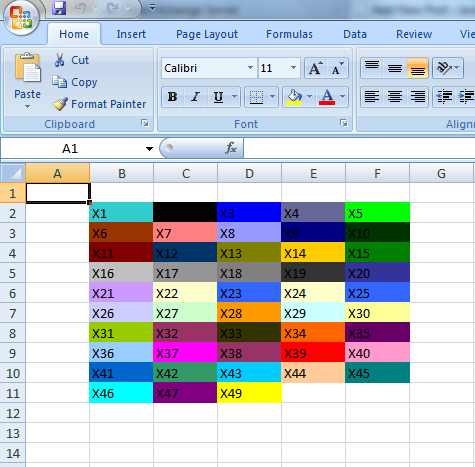 Home Insert Page Layout Formulas Data Review View
Cut
Copy
Format Painter
Paste
Calibri 11 A A
B I U A
Clipboard Font
A1 fx
A B C D E F G
1
2 X1 X3 X4 X5
3 X6 X7 X8 X9 X10
4 X11 X12 X13 X14 X15
5 X16 X17 X18 X19 X20
6 X21 X22 X23 X24 X25
7 X26 X27 X28 X29 X30
8 X31 X32 X33 X34 X35
9 X36 X37 X38 X39 X40
10 X41 X42 X43 X44 X45
11 X46 X47 X49
12
13
14